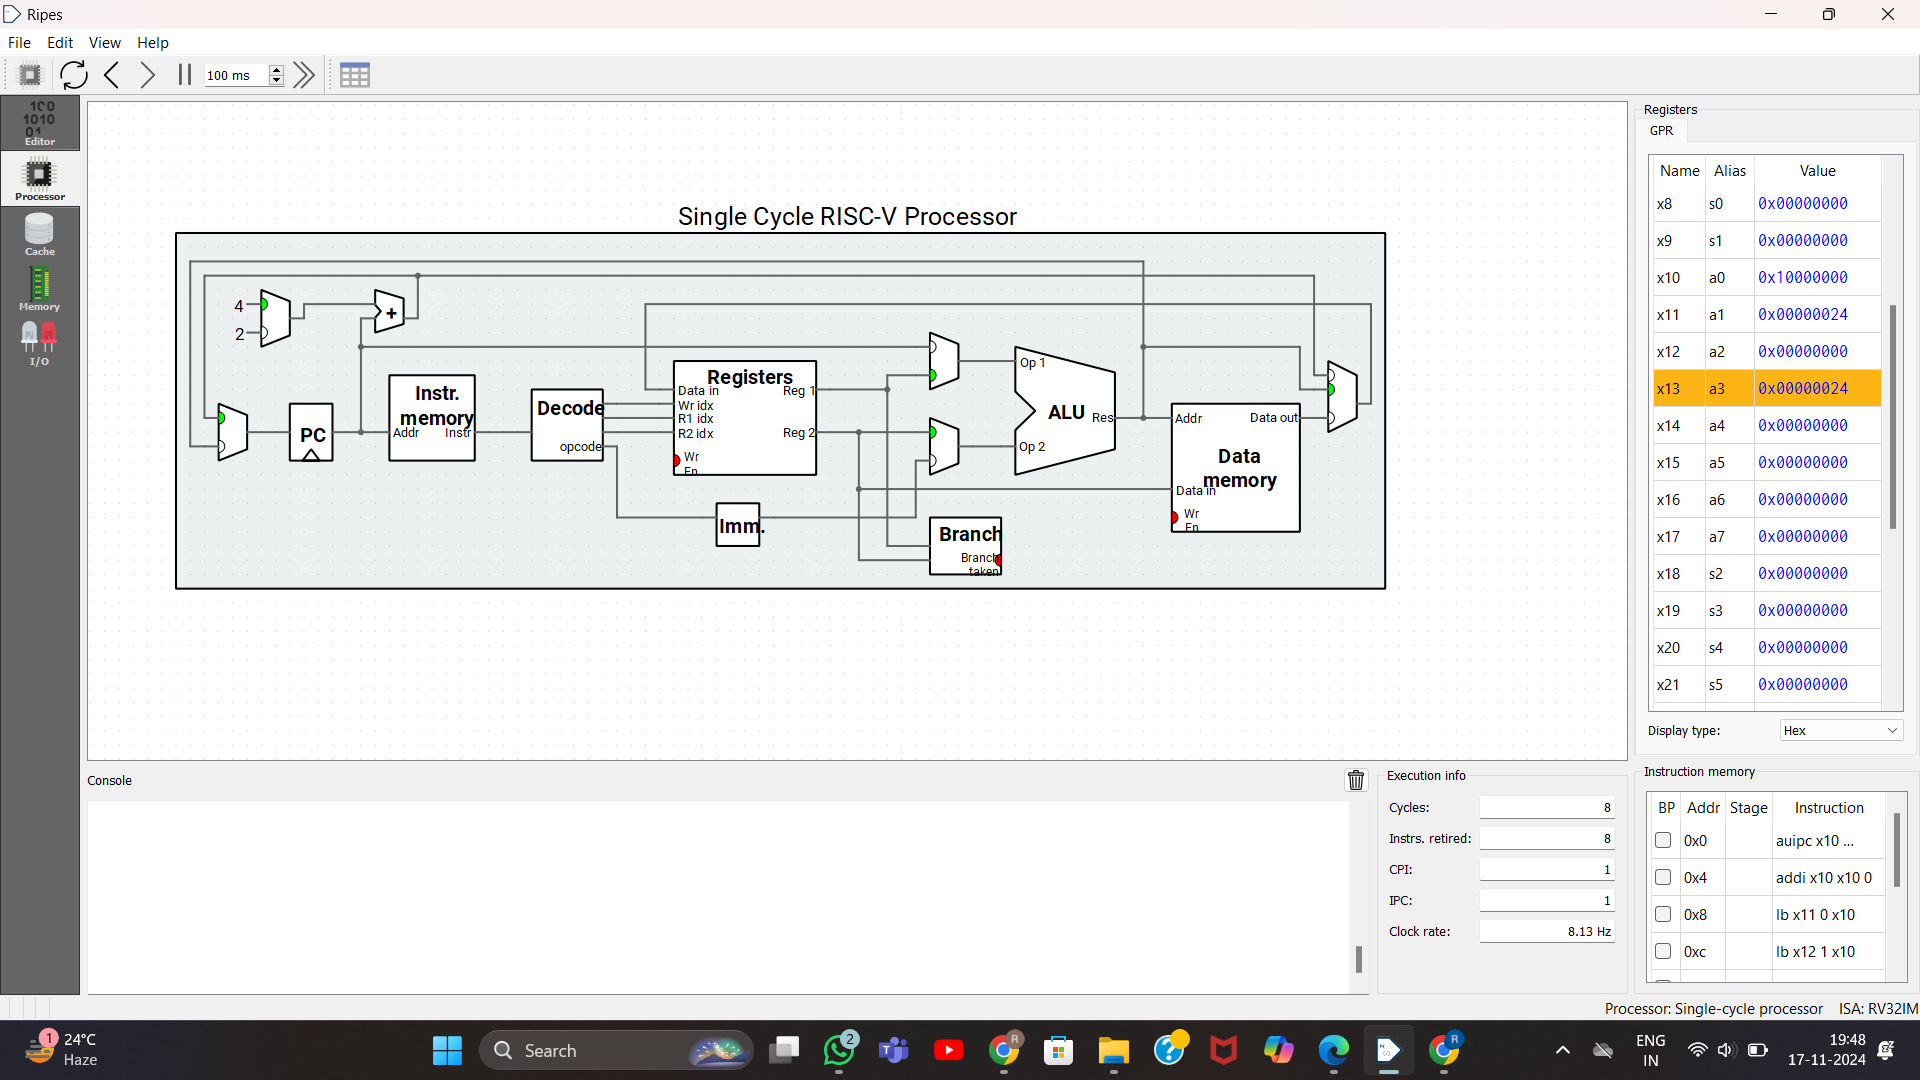 Ripes
File Edit View Help
100 ms
Editor
Processor
Cache
Memory
I/O
Single Cycle RISC-V Processor
4
2
+
PC
Instr.
memory
Addr Instr
Decode
opcode
Registers
Data in Reg 1
Wr idx
R1 idx
R2 idx Reg 2
Wr
En
Imm.
Op 1
ALU Res
Op 2
Branch
Branch
taken
Addr Data out
Data
memory
Data in
Wr
En
Registers
GPR
Name Alias Value
x8 s0 0x00000000
x9 s1 0x00000000
x10 a0 0x10000000
x11 a1 0x00000024
x12 a2 0x00000000
x13 a3 0x00000024
x14 a4 0x00000000
x15 a5 0x00000000
x16 a6 0x00000000
x17 a7 0x00000000
x18 s2 0x00000000
x19 s3 0x00000000
x20 s4 0x00000000
x21 s5 0x00000000
Display type: Hex
Console
Execution info
Cycles: 8
Instrs. retired: 8
CPI: 1
IPC: 1
Clock rate: 8.13 Hz
Instruction memory
BP Addr Stage Instruction
0x0 auipc x10 ...
0x4 addi x10 x10 0
0x8 lb x11 0 x10
0xc lb x12 1 x10
Processor: Single-cycle processor ISA: RV32IM
1
24°C
Haze
Search
2
ENG
IN
19:48
17-11-2024